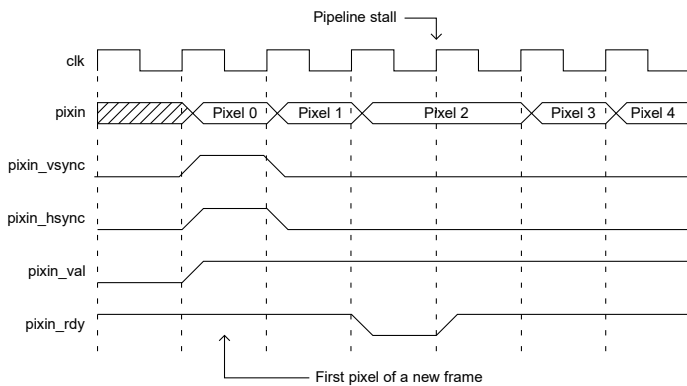 Pipeline stall
clk
pixin
Pixel 0
Pixel 1
Pixel 2
Pixel 3
Pixel 4
pixin_vsync
pixin_hsync
pixin_val
pixin_rdy
First pixel of a new frame